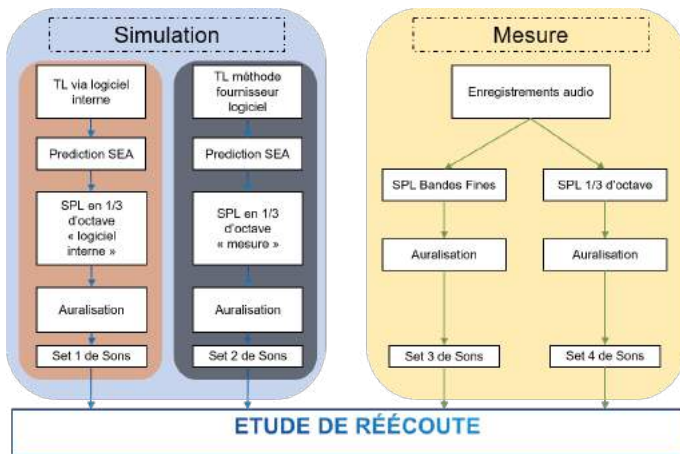 Simulation
TL via logiciel
interne
Prediction SEA
SPL en 1/3
d'octave
« logiciel
interne »
Auralisation
Set 1 de Sons
TL méthode
fournisseur
logiciel
Prediction SEA
SPL en 1/3
d'octave
« mesure »
Auralisation
Set 2 de Sons
Mesure
Enregistrements audio
SPL Bandes Fines
Auralisation
Set 3 de Sons
SPL 1/3 d'octave
Auralisation
Set 4 de Sons
ETUDE DE RÉÉCOUTE